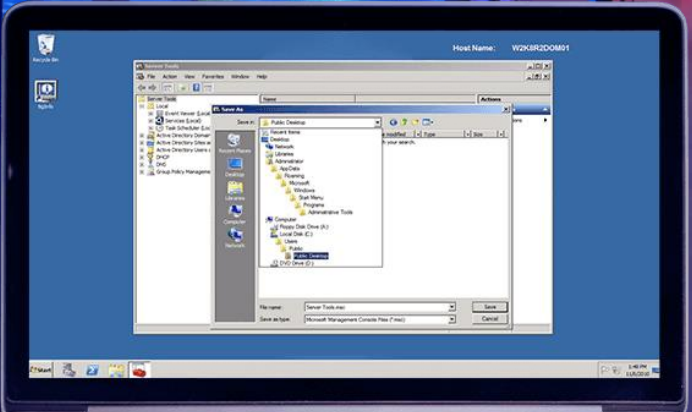 Host Name: W2K8R2DOM01
Recycle Bin
BgInfo
Server Tools
File Action View Favorites Window Help
Server Tools
Name
Actions
Local
Event Viewer (Local
Services (Local)
Task Scheduler (Loc
Active Directory Domain
Active Directory Sites a
Active Directory Users
DHCP
DNS
Group Policy Manageme
Save As
Save in:
Public Desktop
modified
Type
Size
h your search.
Recent Places
Desktop
Libraries
Computer
Network
Recent Items
Desktop
Network
Libraries
Administrator
AppData
Roaming
Microsoft
Windows
Start Menu
Programs
Administrative Tools
Computer
Floppy Disk Drive (A:)
Local Disk (C:)
Users
Public
Public Desktop
DVD Drive (D:)
File name:
Server Tools.msc
Save
Save as type:
Microsoft Management Console Files (*.msc)
Cancel
Start
1:40 PM